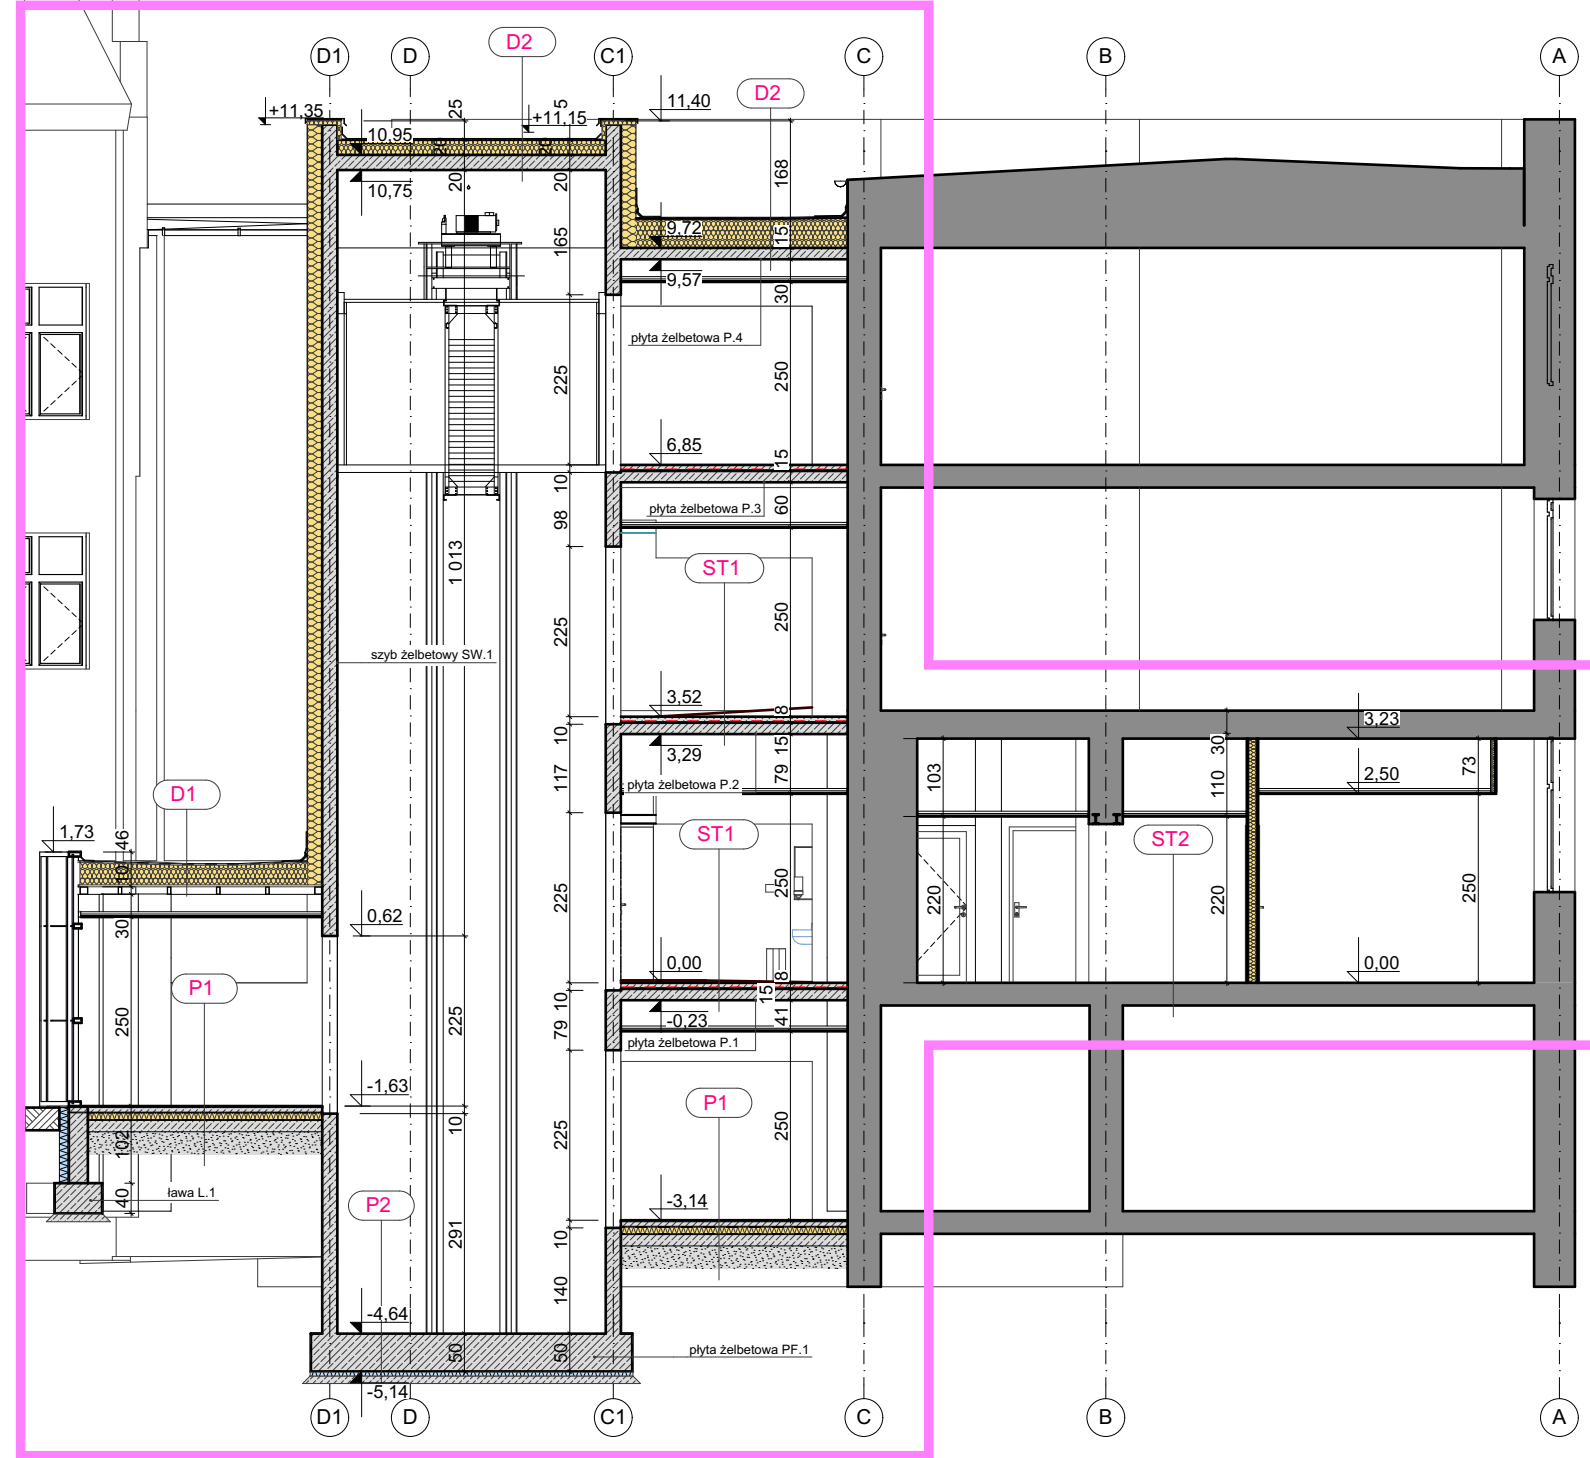 D1
D
D2
C1
D2
C
B
A
+11,35
25
+11,15
15
11,40
10,95
20
20
10,75
20
20
168
165
9,72
15
9,57
30
płyta żelbetowa P.4
225
250
6,85
15
10
płyta żelbetowa P.3
60
98
1 013
ST1
225
250
szyb żelbetowy SW.1
3,52
8
10
15
3,29
3,23
30
117
79
płyta żelbetowa P.2
103
110
2,50
73
D1
1,73
46
10
ST1
ST2
225
250
220
220
250
0,62
30
0,00
0,00
P1
8
15
10
-0,23
41
79
płyta żelbetowa P.1
250
225
-1,63
P1
10
225
250
102
40
ława L.1
P2
-3,14
291
10
140
-4,64
50
50
płyta żelbetowa PF.1
-5,14
D1
D
C1
C
B
A